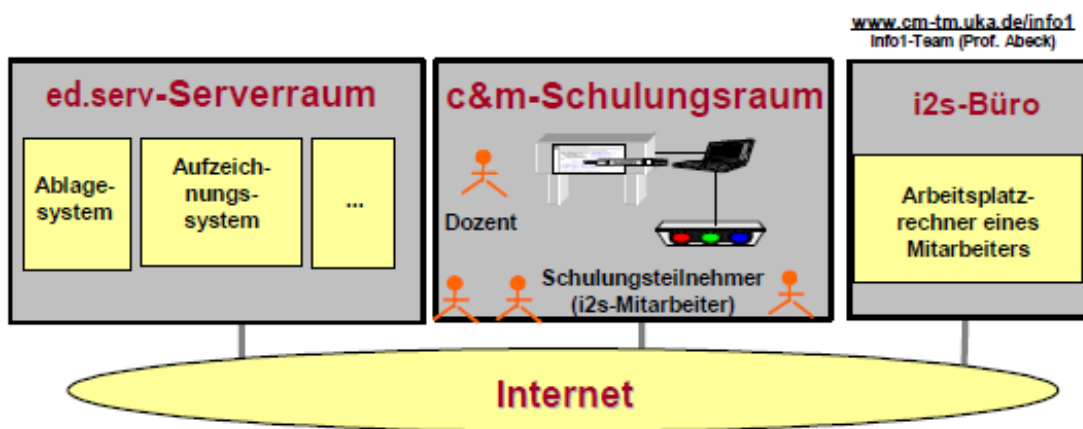 www.cm-tm.uka.de/info1
Info1-Team (Prof. Abeck)
ed.serv-Serverraum
Ablage-
system
Aufzeich-
nungs-
system
...
c&m-Schulungsraum
Dozent
Schulungsteilnehmer
(i2s-Mitarbeiter)
i2s-Büro
Arbeitsplatz-
rechner eines
Mitarbeiters
Internet